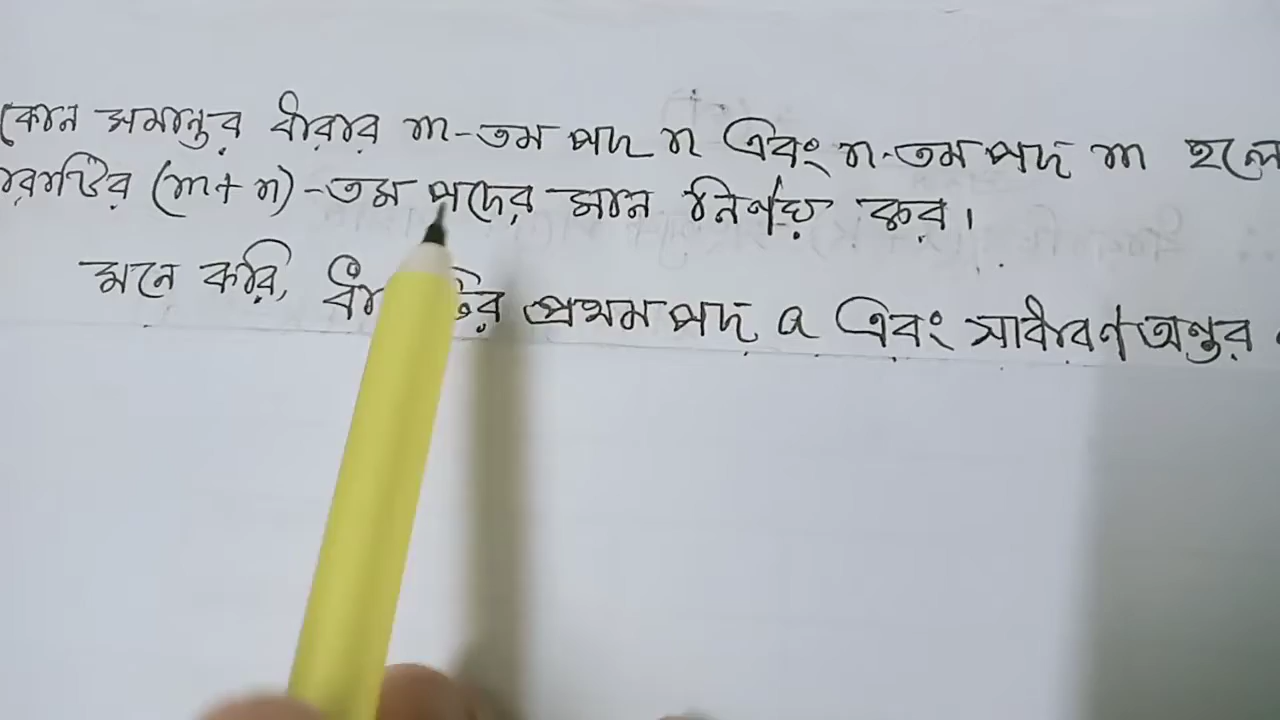 কোন সমান্তর ধারার m-তম পদ n এবং n-তম পদ m হলে
(m+n)-তম পদের মান নির্ণয় কর।
মনে করি, প্রথম পদ a এবং সাধারণ অন্তর